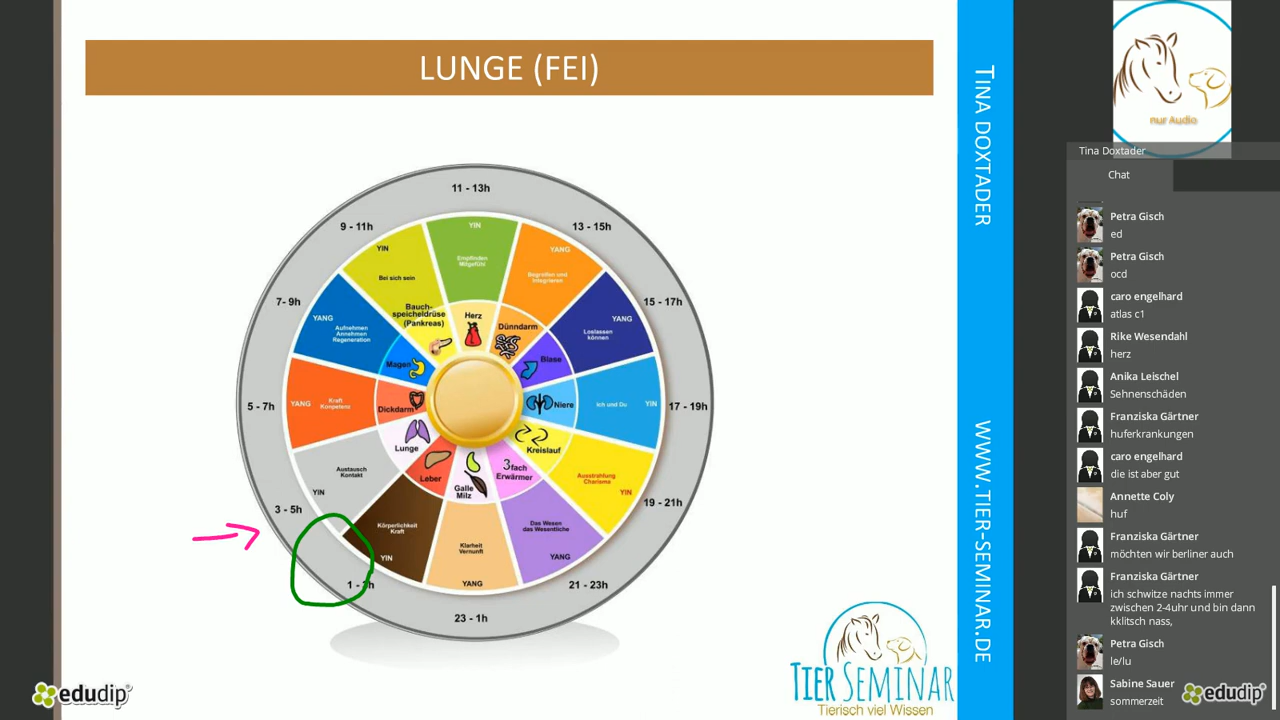 LUNGE (FEI)
11 - 13h
13 - 15h
15 - 17h
17 - 19h
19 - 21h
21 - 23h
23 - 1h
3 - 5h
5 - 7h
7- 9h
9 - 11h
YIN
Empfinden
Mitgefühl
Herz
YANG
Begreifen und
Integrieren
Dünndarm
YANG
Loslassen
können
Blase
YIN
Ich und Du
Niere
Ausstrahlung
Charisma
YIN
Kreislauf
Das Wesen
das Wesentliche
YANG
3fach
Erwärmer
Klarheit
Vernunft
YANG
Galle
Milz
Körperlichkeit
Kraft
YIN
Leber
Austausch
Kontakt
YIN
Lunge
YANG
Kraft
Konpetenz
Dickdarm
YANG
Aufnehmen
Annehmen
Regeneration
Magen
YIN
Bei sich sein
Bauch-
speicheldrüse
(Pankreas)
TINA DOXTADER
WWW.TIER-SEMINAR.DE
TIER SEMINAR
Tierisch viel Wissen
edudip
nur Audio
Tina Doxtader
Chat
Petra Gisch
ed
Petra Gisch
ocd
caro engelhard
atlas c1
Rike Wesendahl
herz
Anika Leischel
Sehnenschäden
Franziska Gärtner
huferkrankungen
caro engelhard
die ist aber gut
Annette Coly
huf
Franziska Gärtner
möchten wir berliner auch
Franziska Gärtner
ich schwitze nachts immer
zwischen 2-4uhr und bin dann
kklitsch nass,
Petra Gisch
le/lu
Sabine Sauer
sommerzeit
edudip